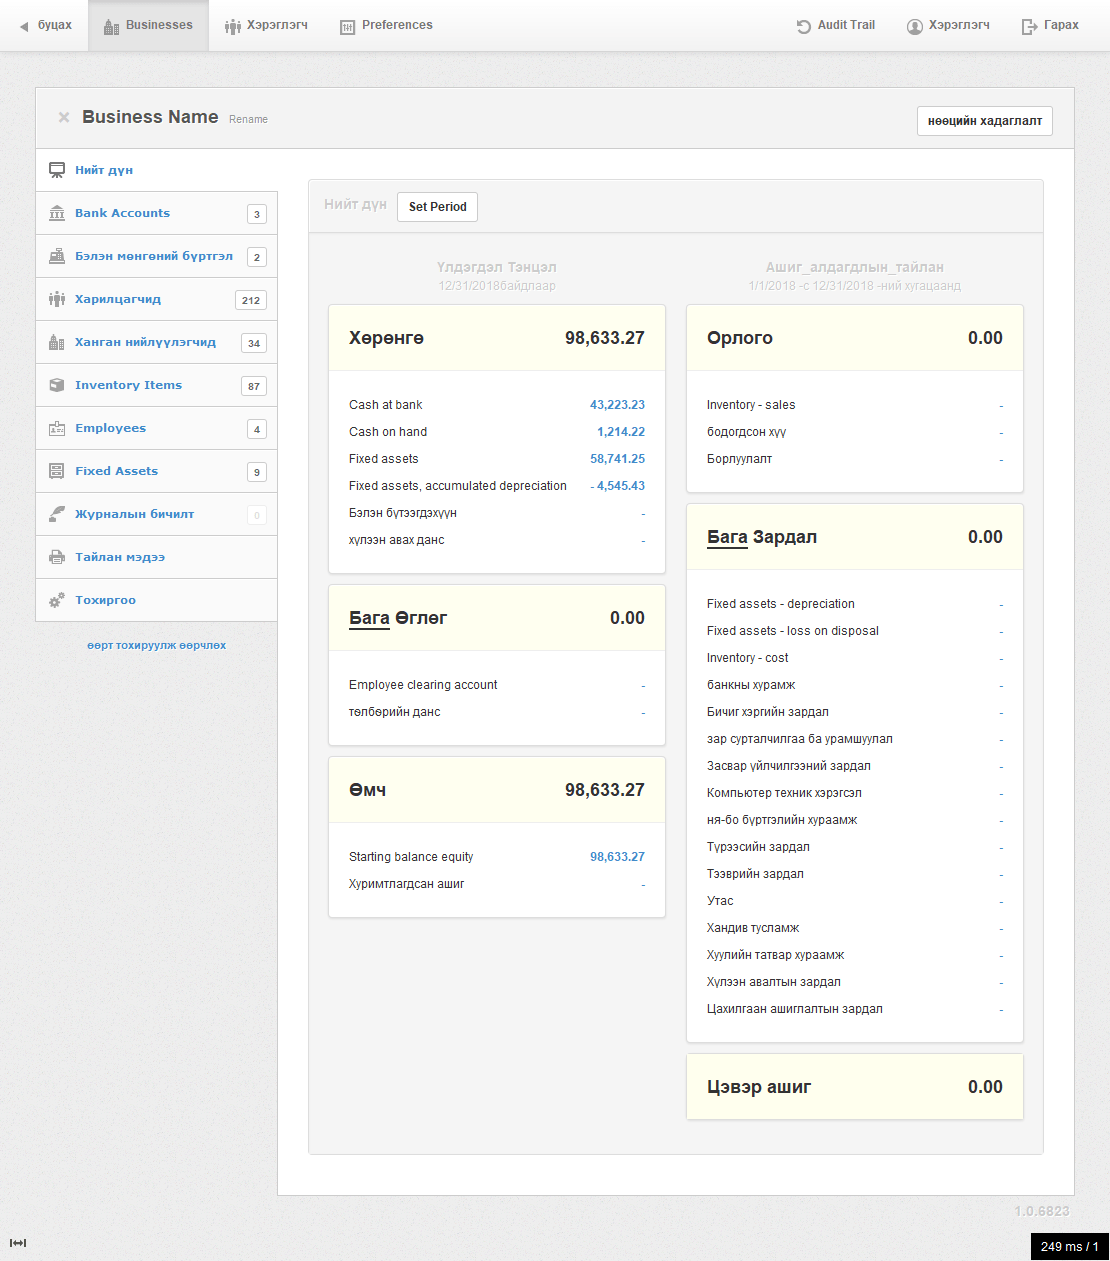 буцах
Businesses
Хэрэглэгч
Preferences
Audit Trail
Хэрэглэгч
Гарах
Business Name Rename
нөөцийн хадаглалт
Нийт дүн
Bank Accounts 3
Бэлэн мөнгөний бүртгэл 2
Харилцагчид 212
Ханган нийлүүлэгчид 34
Inventory Items 87
Employees 4
Fixed Assets 9
Журналын бичилт 0
Тайлан мэдээ
Тохиргоо
өөрт тохируулж өөрчлөх
Нийт дүн Set Period
Үлдэгдэл Тэнцэл
12/31/2018байдлаар
Хөрөнгө 98,633.27
Cash at bank 43,223.23
Cash on hand 1,214.22
Fixed assets 58,741.25
Fixed assets, accumulated depreciation - 4,545.43
Бэлэн бүтээгдэхүүн -
хүлээн авах данс -
Бага Өглөг 0.00
Employee clearing account -
төлбөрийн данс -
Өмч 98,633.27
Starting balance equity 98,633.27
Хуримтлагдсан ашиг -
Ашиг_алдагдлын_тайлан
1/1/2018 -с 12/31/2018 -ний хугацаанд
Орлого 0.00
Inventory - sales -
бодогдсон хүү -
Борлуулалт -
Бага Зардал 0.00
Fixed assets - depreciation -
Fixed assets - loss on disposal -
Inventory - cost -
банкны хурамж -
Бичиг хэргийн зардал -
зар сурталчилгаа ба урамшуулал -
Засвар үйлчилгээний зардал -
Компьютер техник хэрэгсэл -
ня-бо бүртгэлийн хураамж -
Түрээсийн зардал -
Тээврийн зардал -
Утас -
Хандив тусламж -
Хуулийн татвар хураамж -
Хүлээн авалтын зардал -
Цахилгаан ашиглалтын зардал -
Цэвэр ашиг 0.00
1.0.6823
249 ms / 1